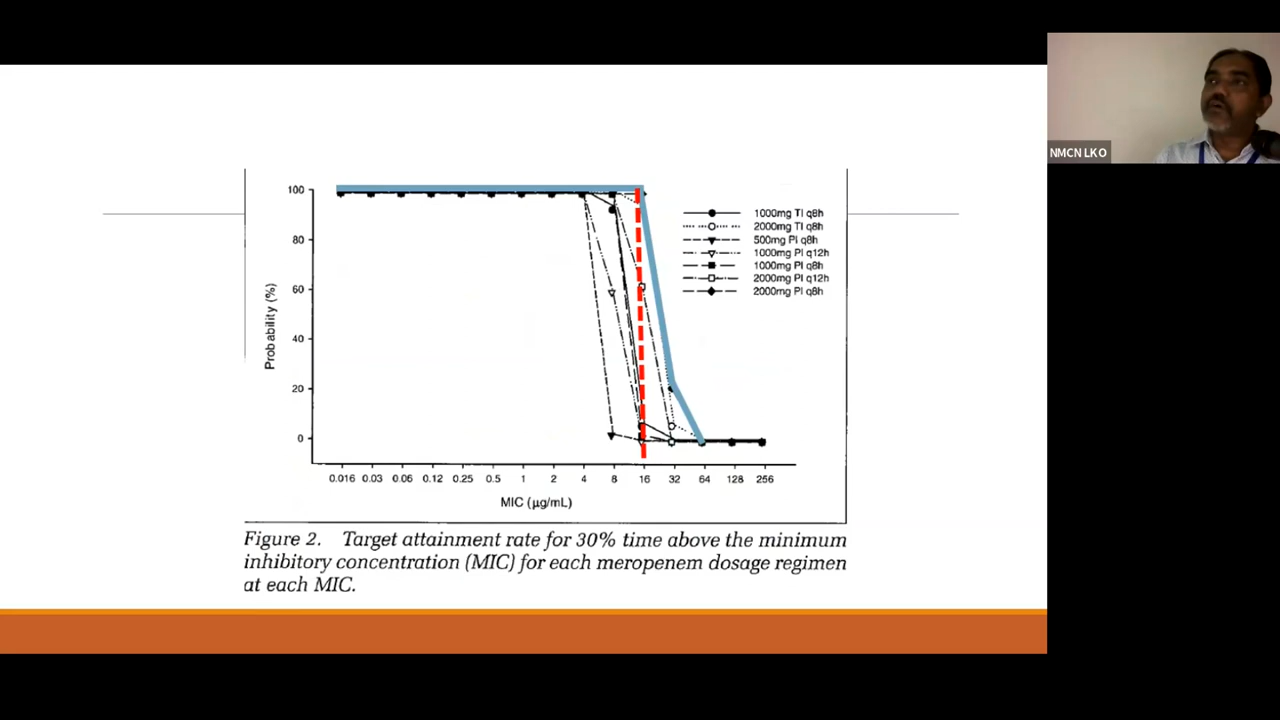 NMCN LKO
100
80
60
40
20
0
Probability (%)
1000mg TI q8h
2000mg TI q8h
500mg PI q8h
1000mg PI q12h
1000mg PI q8h
2000mg PI q12h
2000mg PI q8h
0.016 0.03 0.06 0.12 0.25 0.5 1 2 4 8 16 32 64 128 256
MIC (µg/mL)
Figure 2. Target attainment rate for 30% time above the minimum
inhibitory concentration (MIC) for each meropenem dosage regimen
at each MIC.